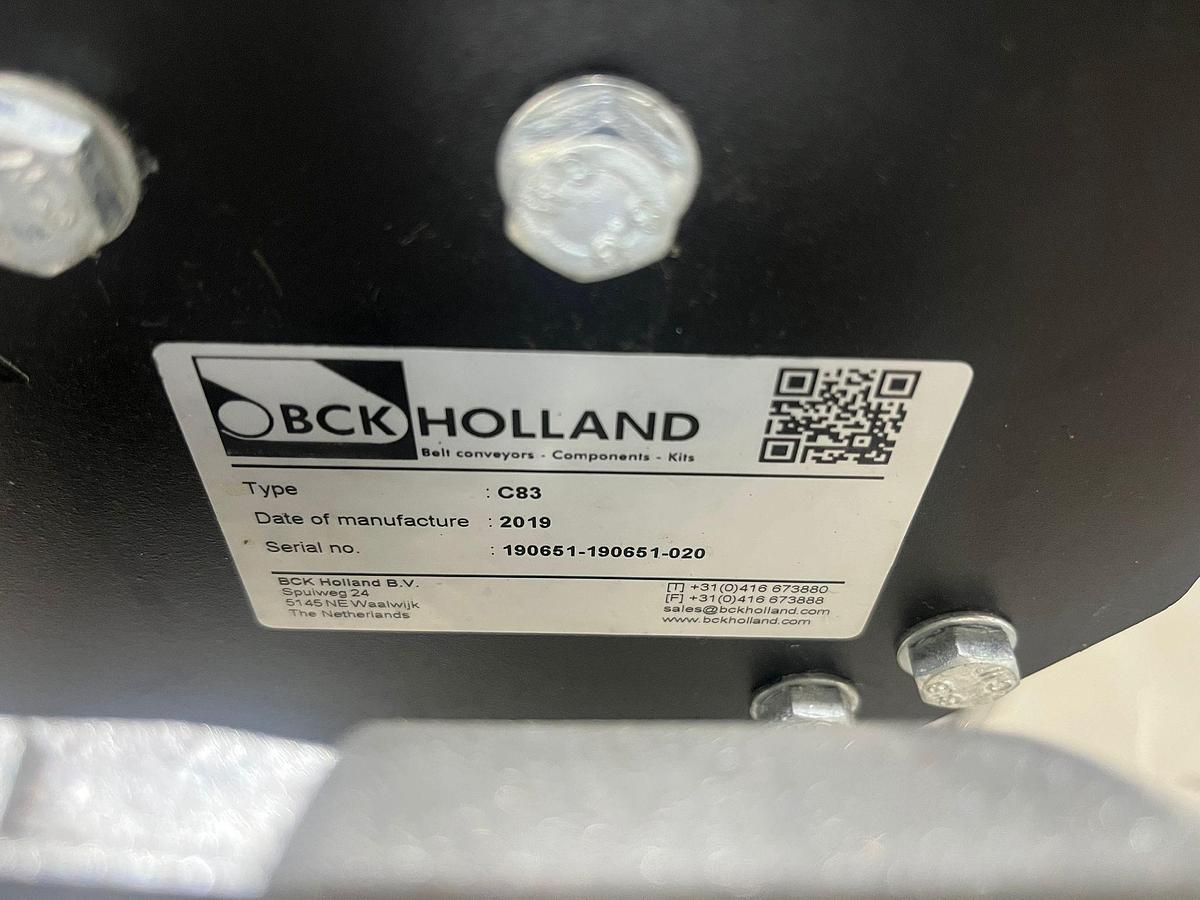 BCK HOLLAND
Belt conveyors - Components - Kits
Type : C83
Date of manufacture : 2019
Serial no. : 190651-190651-020
BCK Holland B.V.
Spuiweg 24
5145 NE Waalwijk
The Netherlands
[T] +31(0)416 673880
[F] +31(0)416 673888
sales@bckholland.com
www.bckholland.com